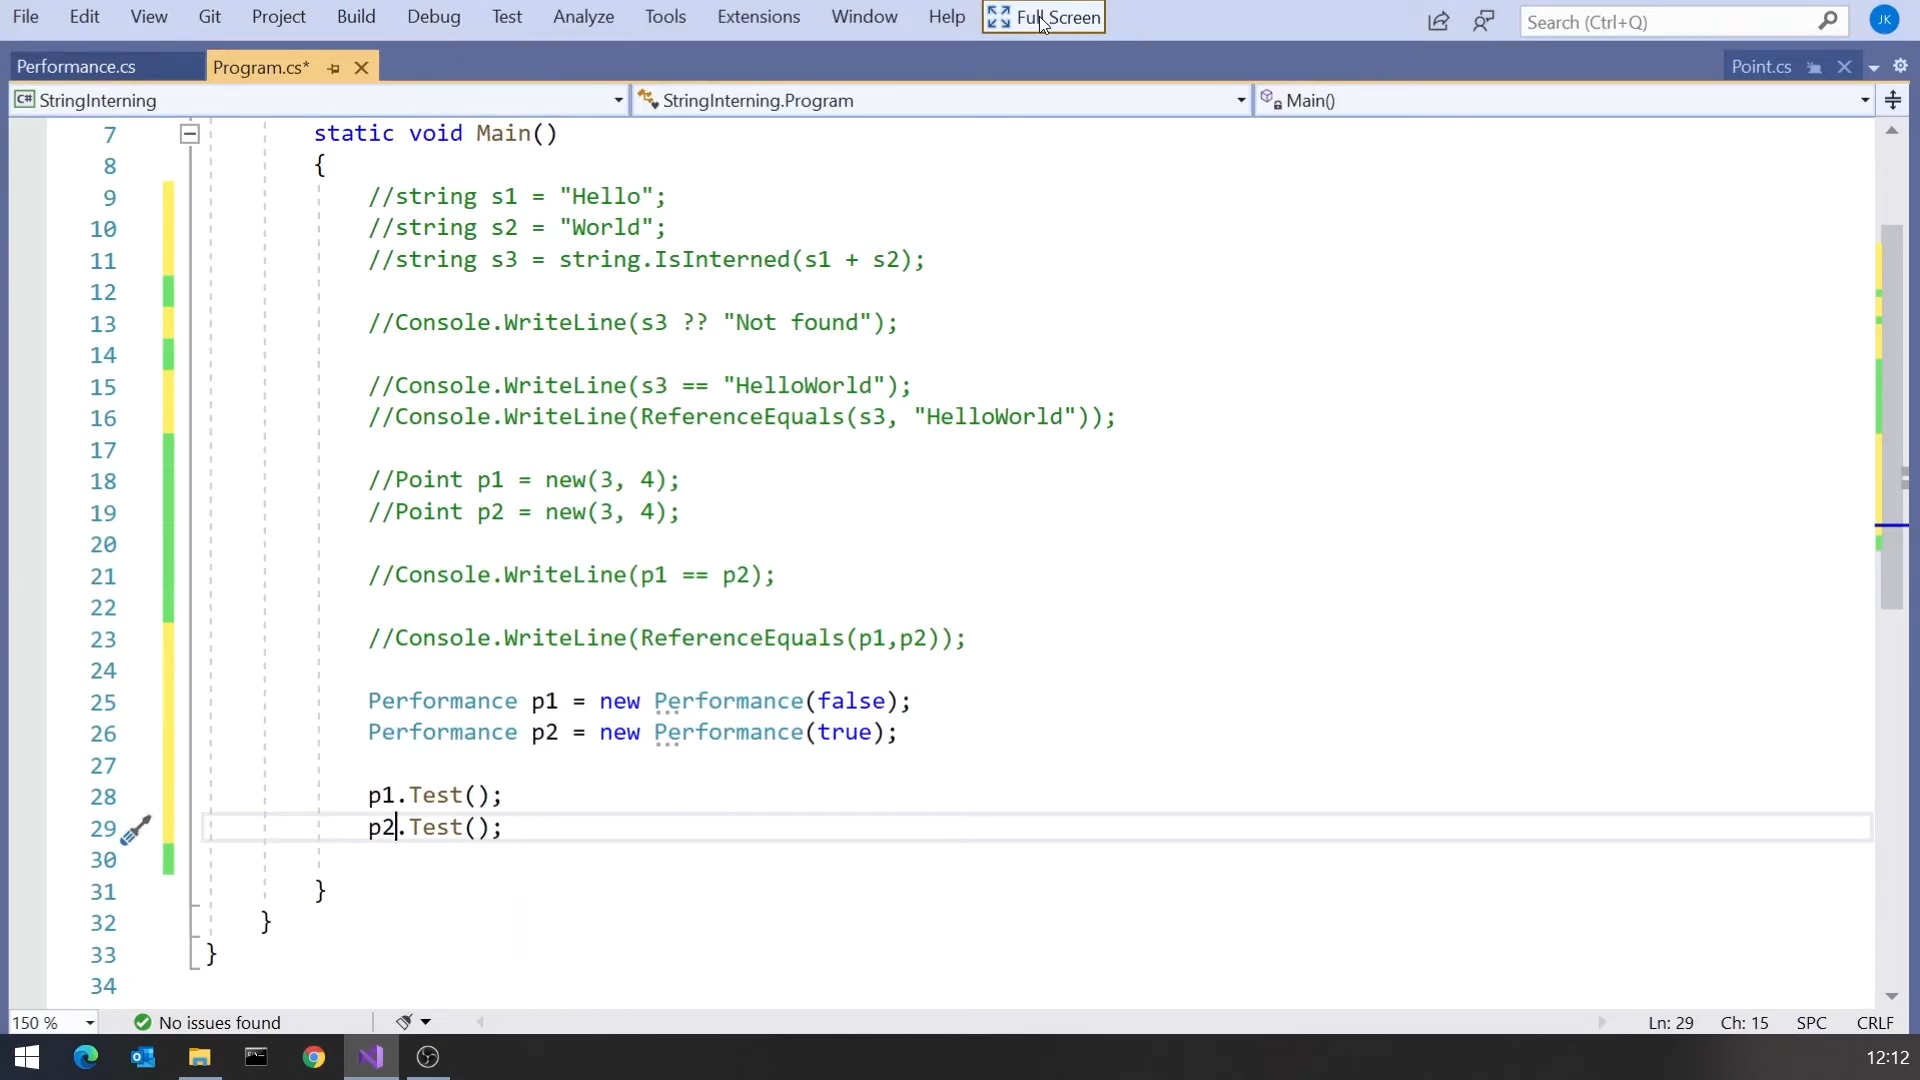 File Edit View Git Project Build Debug Test Analyze Tools Extensions Window Help Full Screen Search (Ctrl+Q) JK
Performance.cs Program.cs* Point.cs
C# StringInterning StringInterning.Program Main()
7 static void Main()
8 {
9 //string s1 = "Hello";
10 //string s2 = "World";
11 //string s3 = string.IsInterned(s1 + s2);
12
13 //Console.WriteLine(s3 ?? "Not found");
14
15 //Console.WriteLine(s3 == "HelloWorld");
16 //Console.WriteLine(ReferenceEquals(s3, "HelloWorld"));
17
18 //Point p1 = new(3, 4);
19 //Point p2 = new(3, 4);
20
21 //Console.WriteLine(p1 == p2);
22
23 //Console.WriteLine(ReferenceEquals(p1,p2));
24
25 Performance p1 = new Performance(false);
26 Performance p2 = new Performance(true);
27
28 p1.Test();
29 p2.Test();
30
31 }
32 }
33 }
34
150 % No issues found Ln: 29 Ch: 15 SPC CRLF
12:12